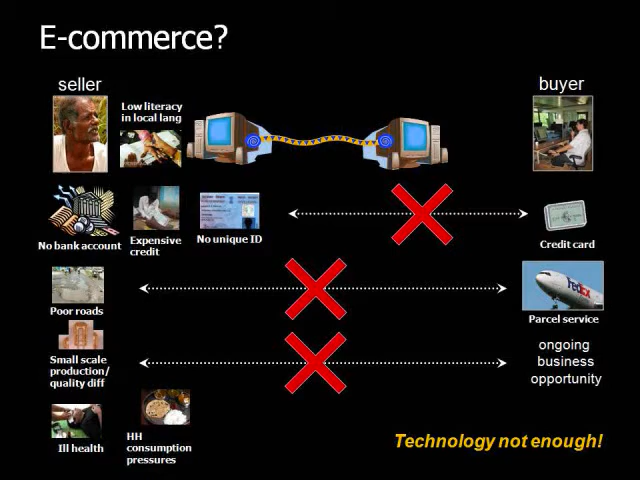 E-commerce?
seller
buyer
Low literacy
in local lang
No bank account
Expensive
credit
No unique ID
Credit card
Poor roads
FedEx
Parcel service
Small scale
production/
quality diff
ongoing
business
opportunity
Ill health
HH
consumption
pressures
Technology not enough!